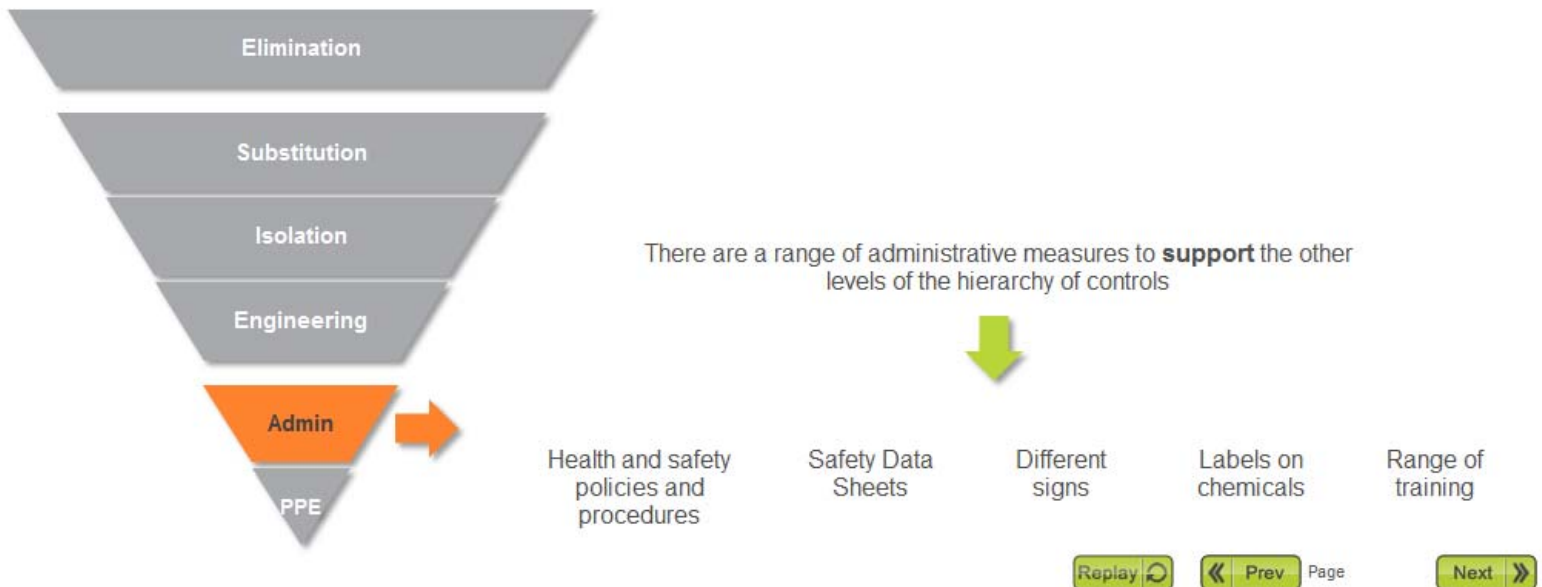 Elimination
Substitution
Isolation
Engineering
Admin
PPE
There are a range of administrative measures to support the other
levels of the hierarchy of controls
Health and safety
policies and
procedures
Safety Data
Sheets
Different
signs
Labels on
chemicals
Range of
training
Replay
Prev
Page
Next